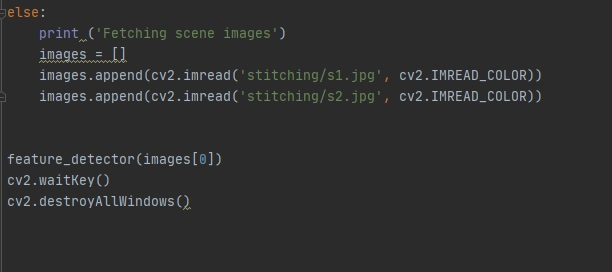 else:
    print ('Fetching scene images')
    images = []
    images.append(cv2.imread('stitching/s1.jpg', cv2.IMREAD_COLOR))
    images.append(cv2.imread('stitching/s2.jpg', cv2.IMREAD_COLOR))
feature_detector(images[0])
cv2.waitKey()
cv2.destroyAllWindows()